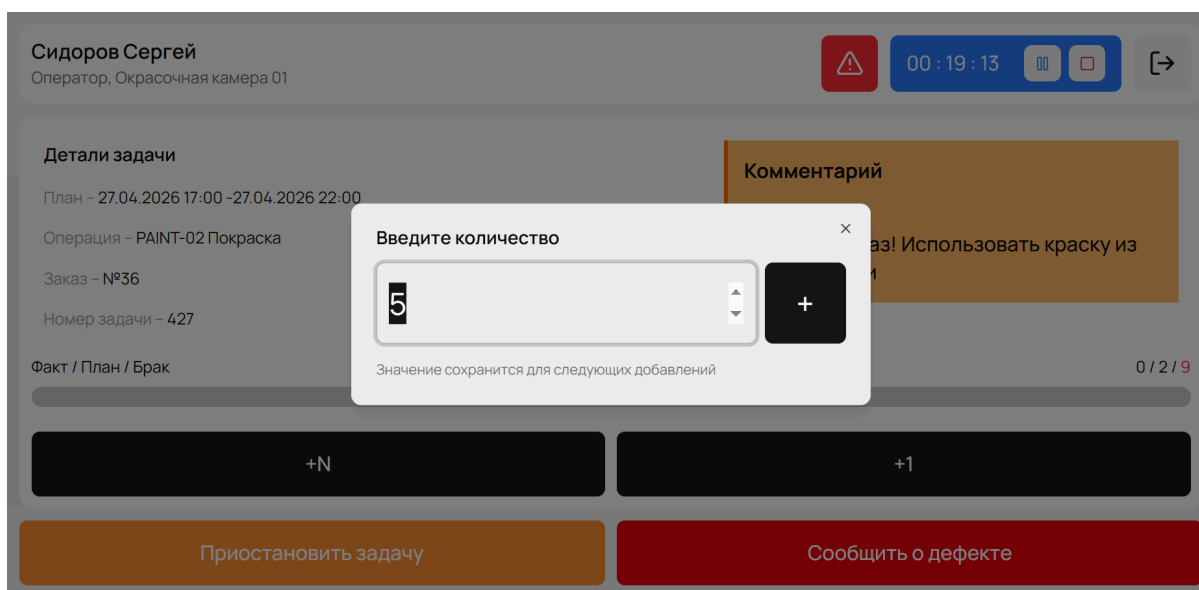 Сидоров Сергей
Оператор, Окрасочная камера 01
00 : 19 : 13
Детали задачи
План – 27.04.2026 17:00 -27.04.2026 22:00
Операция – PAINT-02 Покраска
Заказ – №36
Номер задачи – 427
Комментарий
аз! Использовать краску из
Введите количество
5
+
Значение сохранится для следующих добавлений
Факт / План / Брак
0 / 2 / 9
+N
+1
Приостановить задачу
Сообщить о дефекте